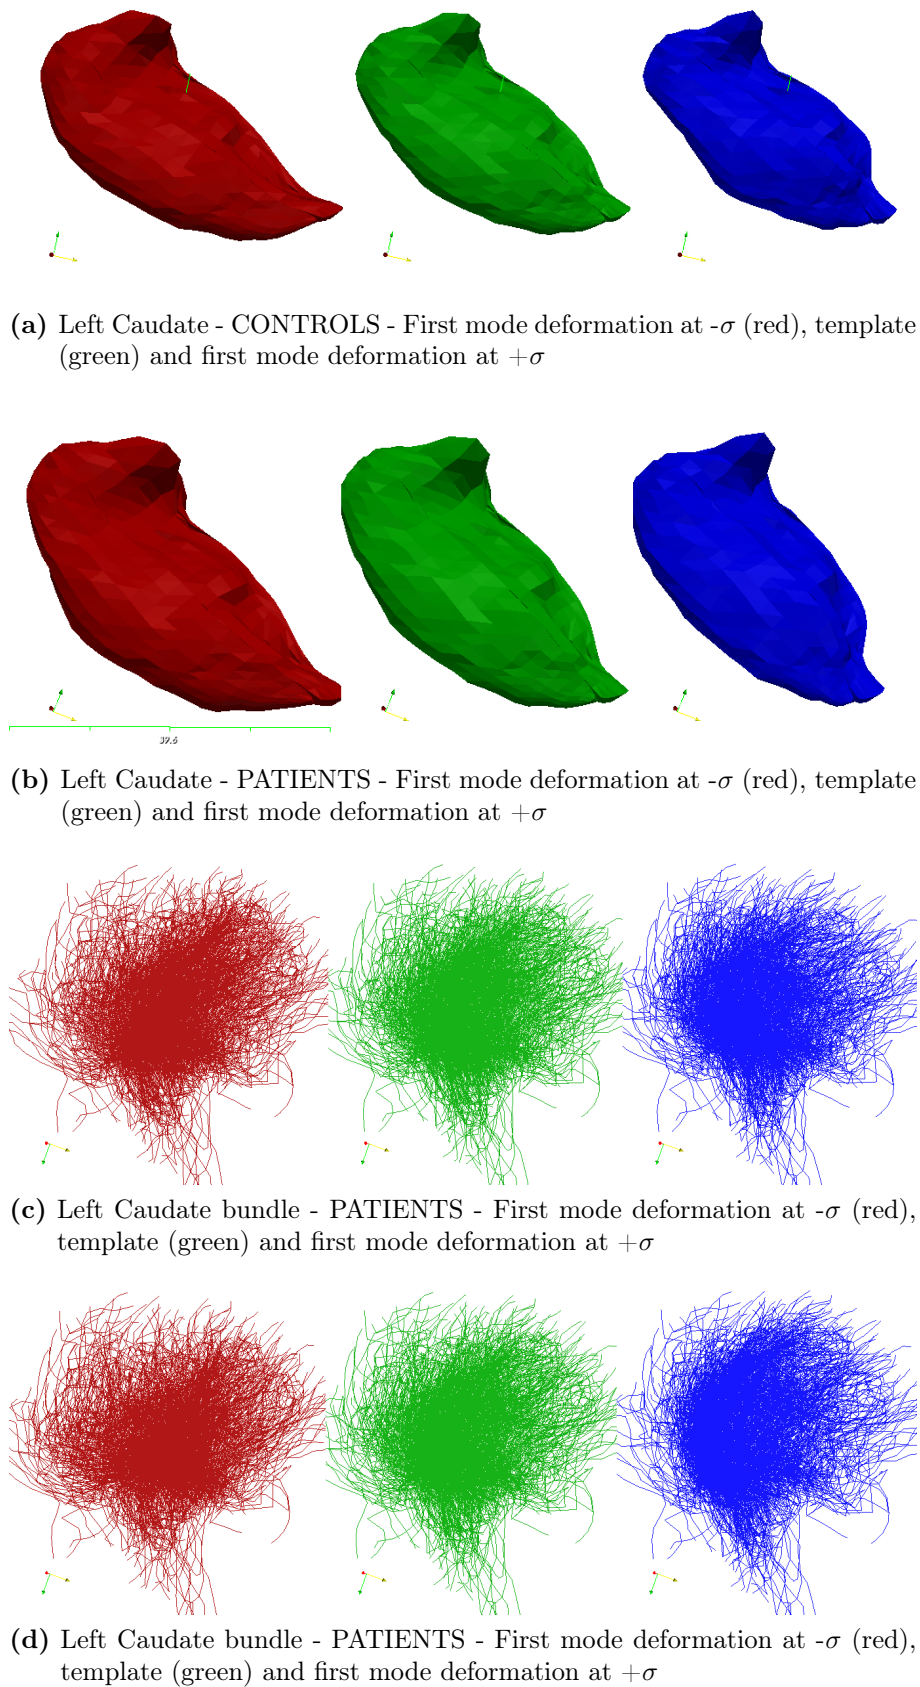 (a) Left Caudate - CONTROLS - First mode deformation at -σ (red), template
(green) and first mode deformation at +σ
39.6
(b) Left Caudate - PATIENTS - First mode deformation at -σ (red), template
(green) and first mode deformation at +σ
(c) Left Caudate bundle - PATIENTS - First mode deformation at -σ (red),
template (green) and first mode deformation at +σ
(d) Left Caudate bundle - PATIENTS - First mode deformation at -σ (red),
template (green) and first mode deformation at +σ